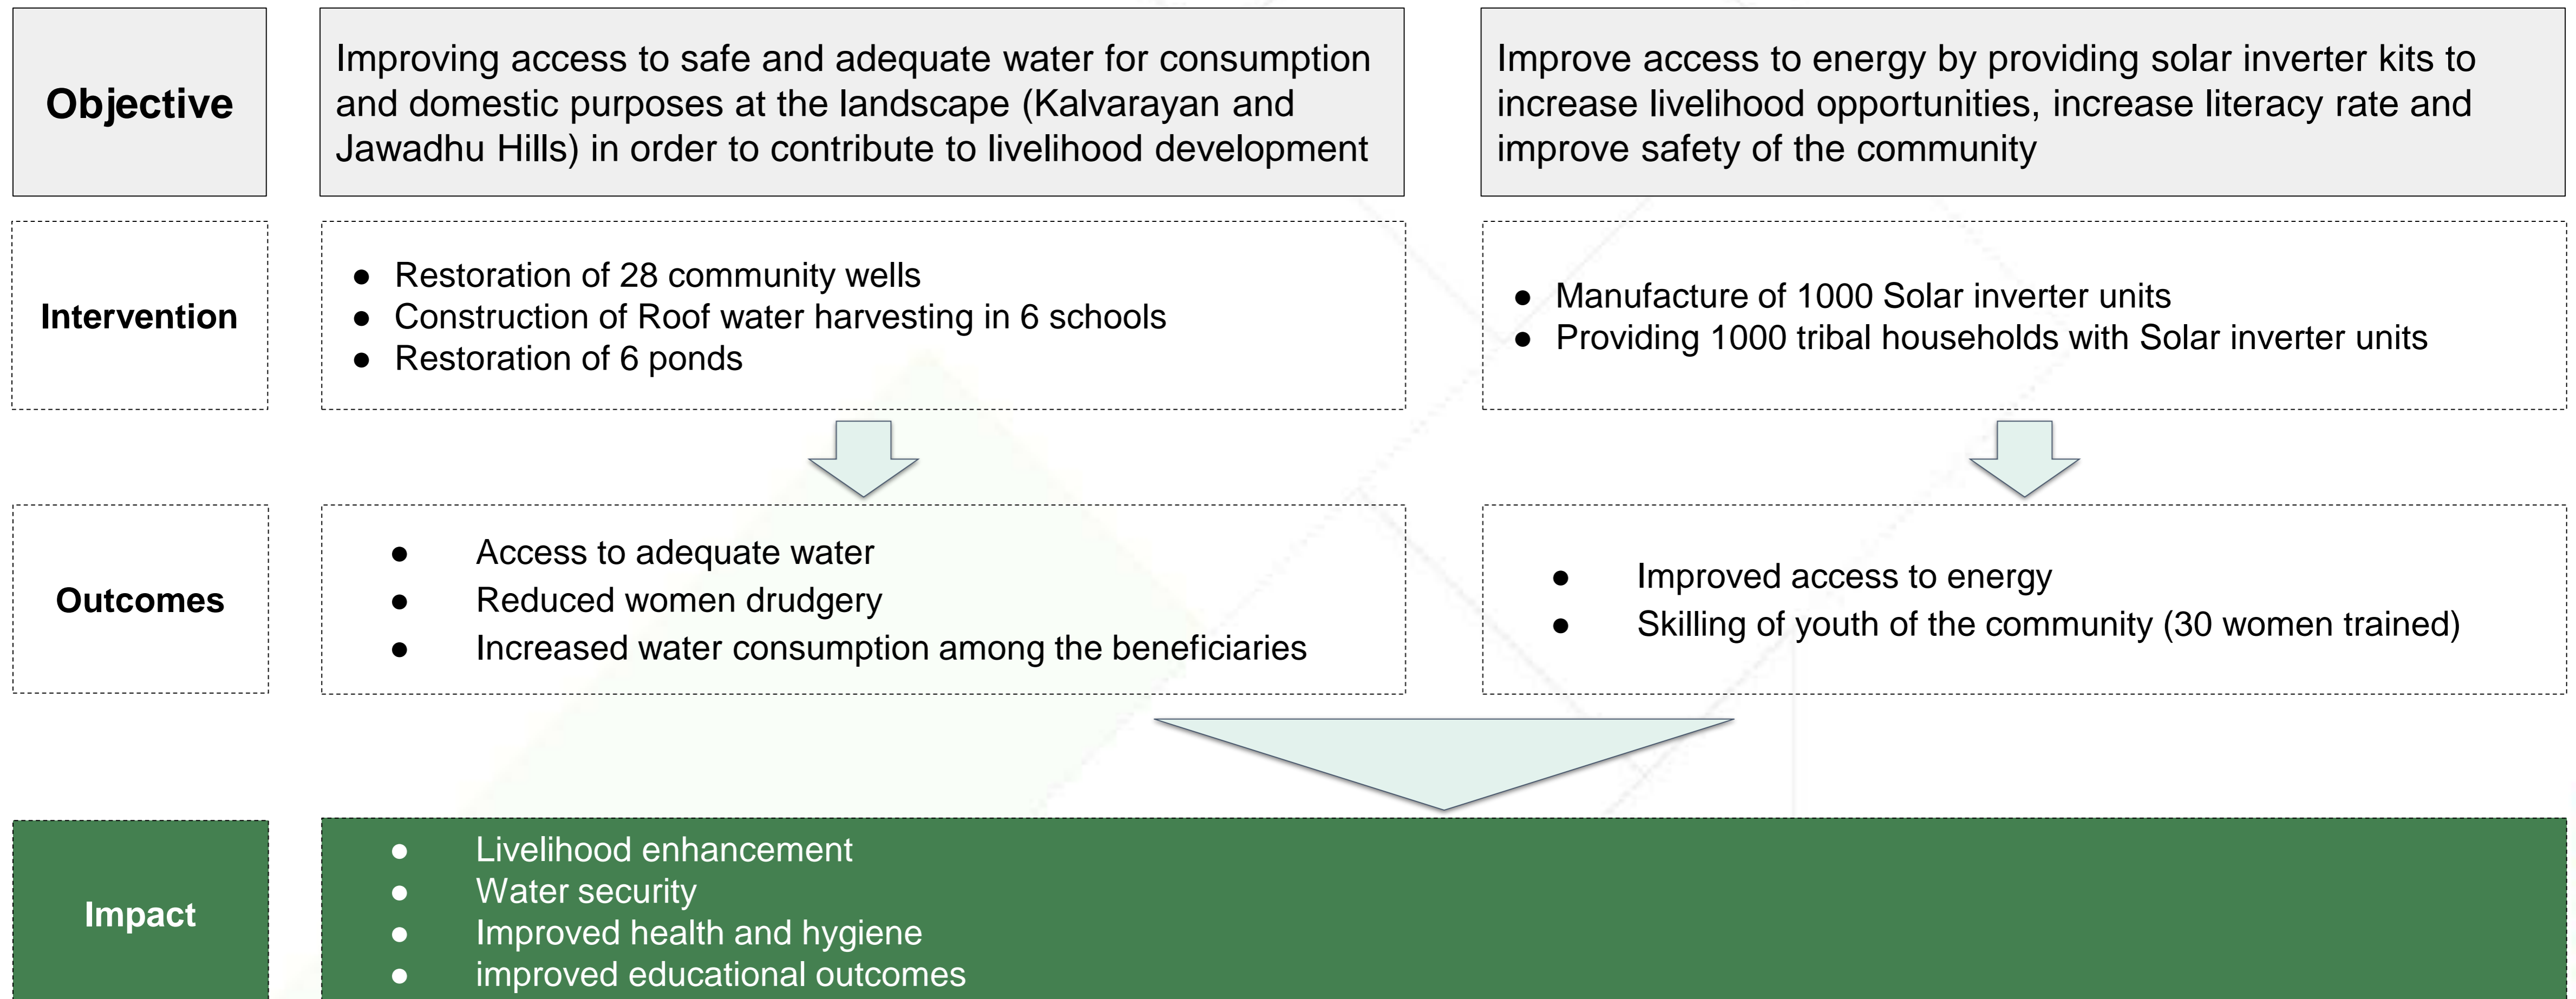 Objective
Improving access to safe and adequate water for consumption
and domestic purposes at the landscape (Kalvarayan and
Jawadhu Hills) in order to contribute to livelihood development
Improve access to energy by providing solar inverter kits to
increase livelihood opportunities, increase literacy rate and
improve safety of the community
Intervention
● Restoration of 28 community wells
● Construction of Roof water harvesting in 6 schools
● Restoration of 6 ponds
● Manufacture of 1000 Solar inverter units
● Providing 1000 tribal households with Solar inverter units
Outcomes
● Access to adequate water
● Reduced women drudgery
● Increased water consumption among the beneficiaries
● Improved access to energy
● Skilling of youth of the community (30 women trained)
Impact
● Livelihood enhancement
● Water security
● Improved health and hygiene
● improved educational outcomes